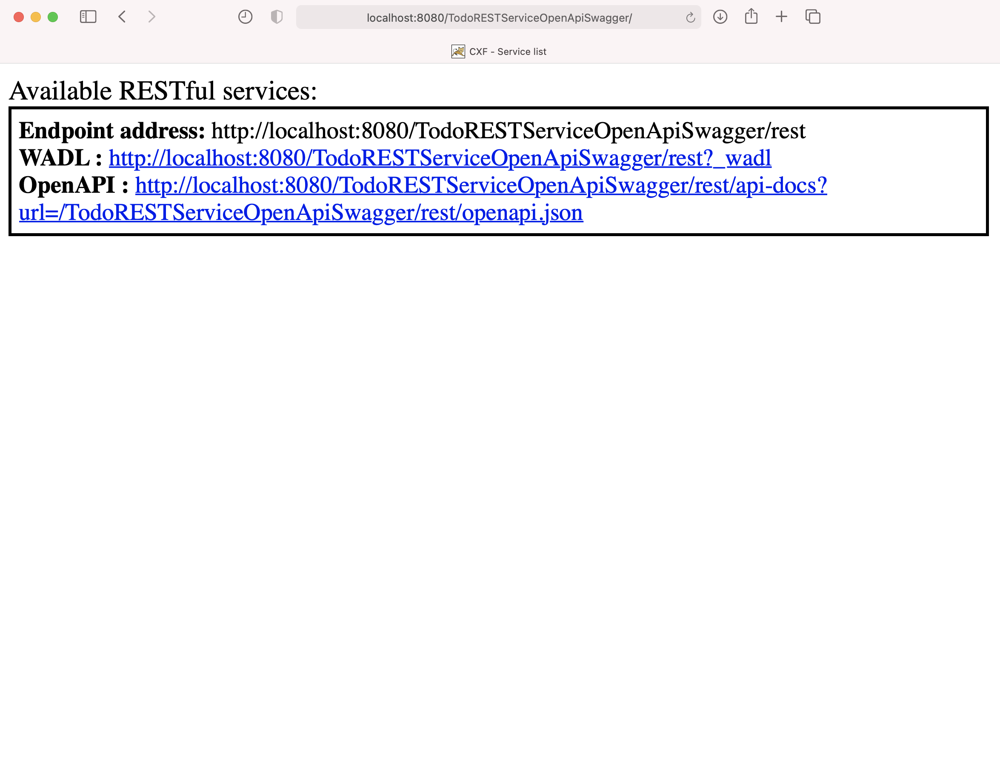 localhost:8080/TodoRESTServiceOpenApiSwagger/
CXF - Service list
Available RESTful services:
Endpoint address: http://localhost:8080/TodoRESTServiceOpenApiSwagger/rest
WADL : http://localhost:8080/TodoRESTServiceOpenApiSwagger/rest?_wadl
OpenAPI : http://localhost:8080/TodoRESTServiceOpenApiSwagger/rest/api-docs?
url=/TodoRESTServiceOpenApiSwagger/rest/openapi.json